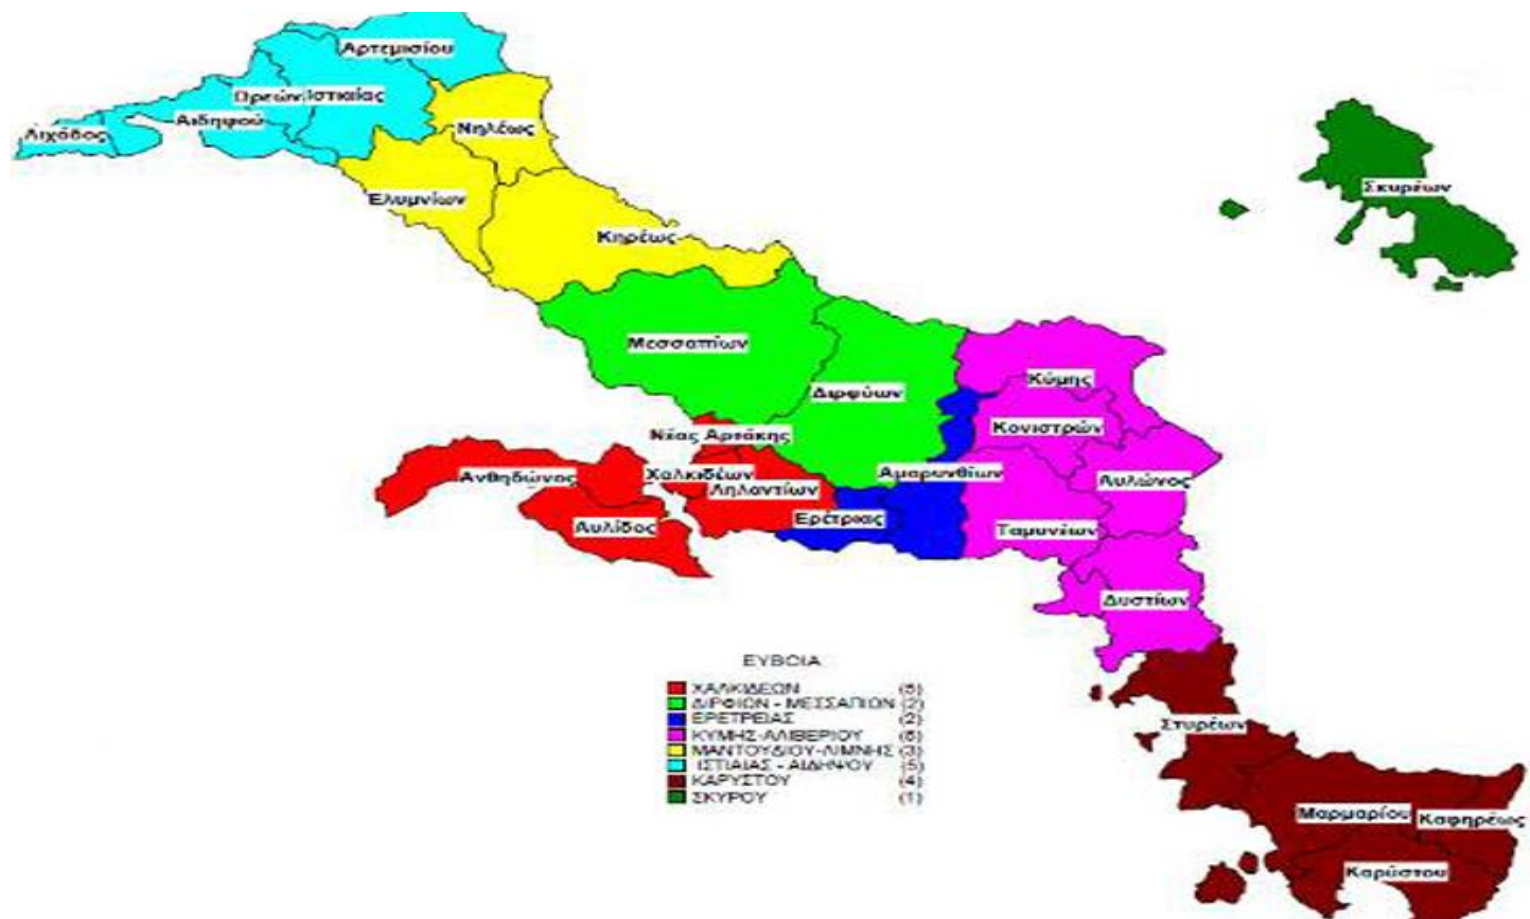 Αρτεμισίου
Ωρεών Ιστιαίας
Αιδηψού
Λιχάδος
Νηλέως
Ελυμνίων
Σκυρέων
Κηρέως
Μεσσαπίων
Κύμης
Διρφύων
Κονιστρών
Νέας Αρτάκης
Ανθηδώνος
Χαλκιδέων
Αμαρυνθίων
Αυλώνος
Ληλαντίων
Αυλίδος
Ερέτριας
Ταμυνέων
Δυστίων
ΕΥΒΟΙΑ
ΧΑΛΚΙΔΕΩΝ (5)
ΔΙΡΦΙΩΝ - ΜΕΣΣΑΠΙΩΝ (2)
ΕΡΕΤΡΕΙΑΣ (2)
ΚΥΜΗΣ-ΑΛΙΒΕΡΙΟΥ
ΜΑΝΤΟΥΔΙΟΥ-ΛΙΜΝΗΣ (3)
ΙΣΤΙΑΙΑΣ - ΑΙΔΗΨΟΥ (5)
ΚΑΡΥΣΤΟΥ (4)
ΣΚΥΡΟΥ (1)
Στυρέων
Μαρμαρίου
Καφηρέως
Καρύστου